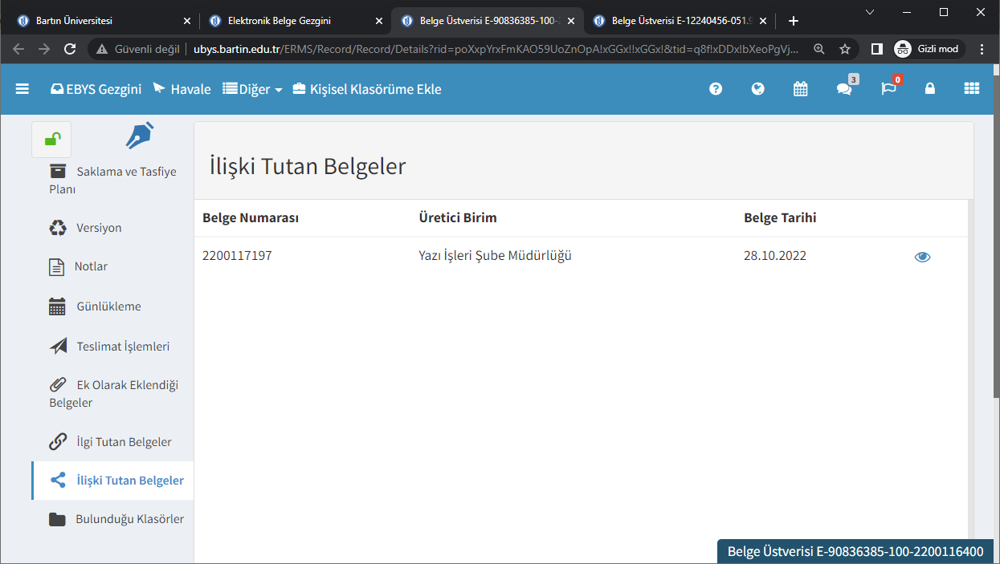 Bartın Üniversitesi
Elektronik Belge Gezgini
Belge Üstverisi E-90836385-100-
Belge Üstverisi E-12240456-051.
Güvenli değil
ubys.bartin.edu.tr/ERMS/Record/Record/Details?rid=poXxpYrxFmKAO59UoZnOpA!xGGx!!xGGx!&tid=q8f!xDDx!bXeoPgVj...
Gizli mod
EBYS Gezgini
Havale
Diğer
Kişisel Klasörüme Ekle
3
0
Saklama ve Tasfiye
Planı
Versiyon
Notlar
Günlükleme
Teslimat İşlemleri
Ek Olarak Eklendiği
Belgeler
İlgi Tutan Belgeler
İlişki Tutan Belgeler
Bulunduğu Klasörler
İlişki Tutan Belgeler
Belge Numarası Üretici Birim Belge Tarihi
2200117197 Yazı İşleri Şube Müdürlüğü 28.10.2022
Belge Üstverisi E-90836385-100-2200116400